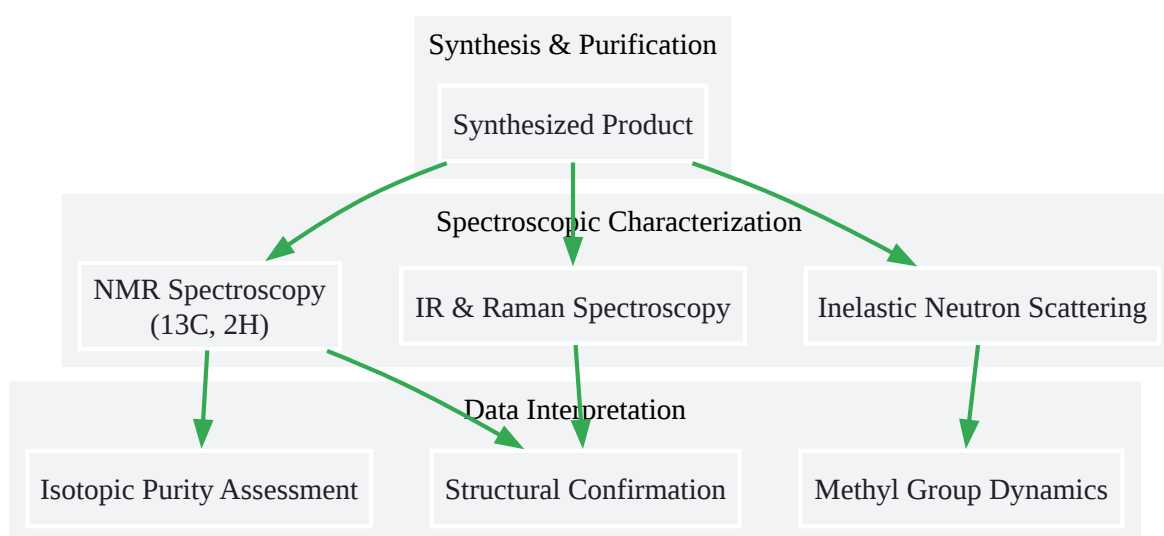 Synthesis & Purification
Synthesized Product
Spectroscopic Characterization
NMR Spectroscopy
(13C, 2H)
IR & Raman Spectroscopy
Inelastic Neutron Scattering
Data Interpretation
Isotopic Purity Assessment
Structural Confirmation
Methyl Group Dynamics